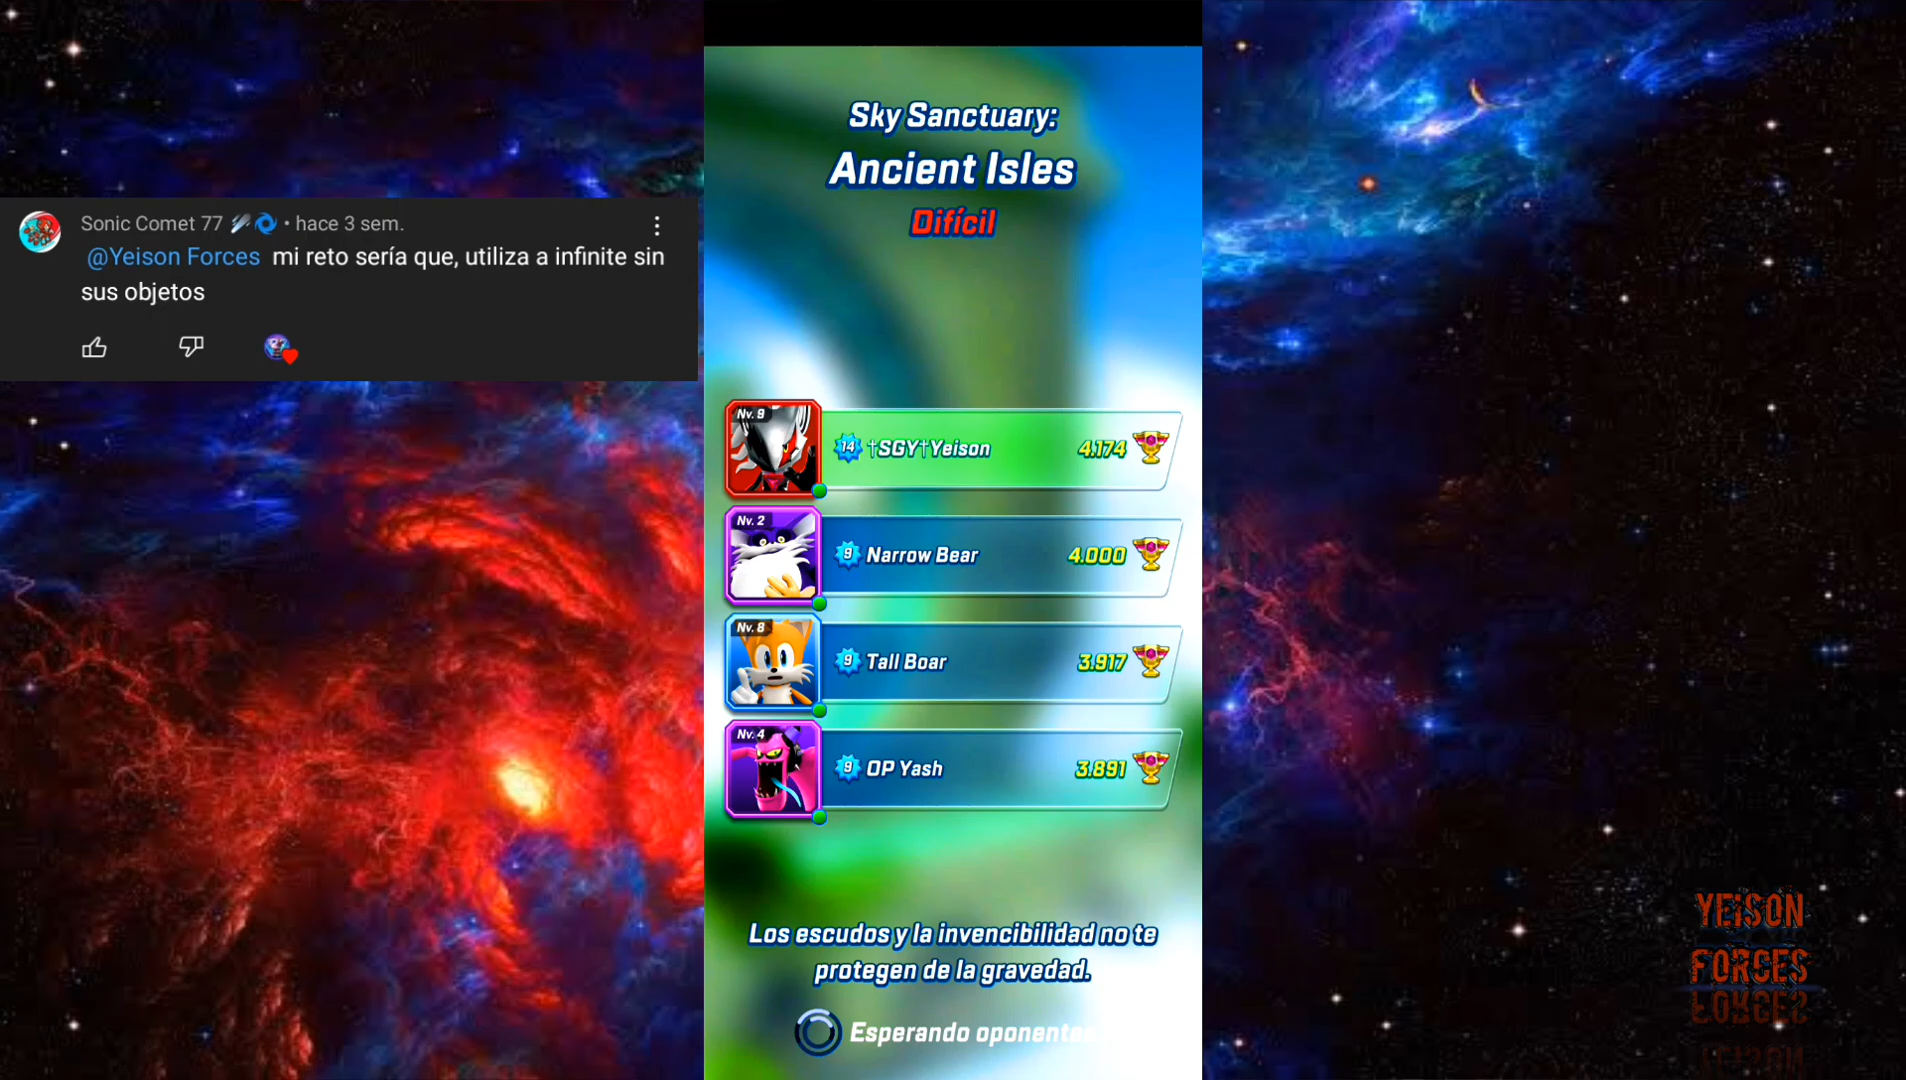 Sonic Comet 77 • hace 3 sem.
@Yeison Forces mi reto sería que, utiliza a infinite sin
sus objetos
Sky Sanctuary:
Ancient Isles
Difícil
Nv. 9
14 †SGY†Yeison 4.174
Nv. 2
9 Narrow Bear 4.000
Nv. 8
9 Tall Boar 3.917
Nv. 4
9 OP Yash 3.891
Los escudos y la invencibilidad no te
protegen de la gravedad.
Esperando oponentes
YEISON
FORCES